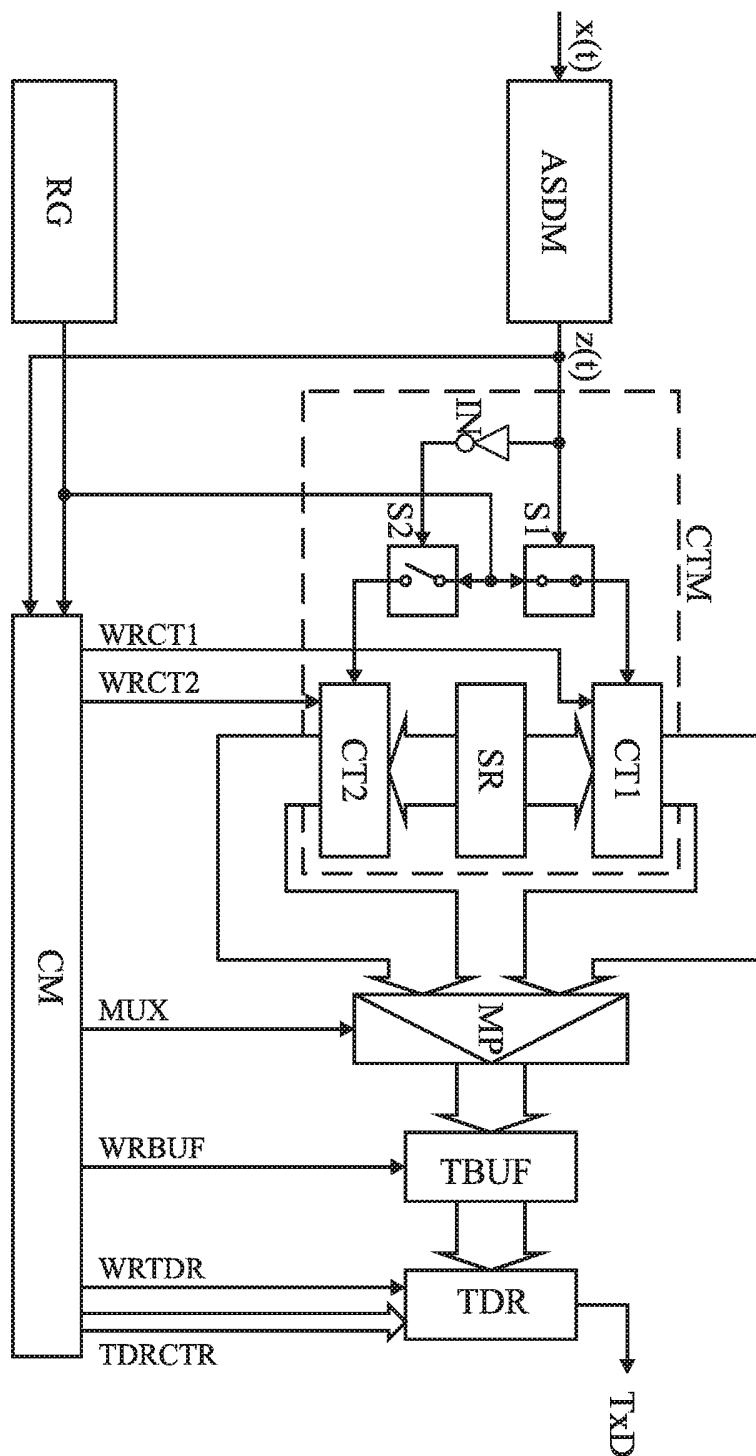 x(t)
ASDM
RG
z(t)
IN
CTM
S2
S1
WRCT1
WRCT2
CT2
SR
CT1
CM
MUX
MP
WRBUF
TBUF
WRTDR
TDR
TDRCTR
TxD